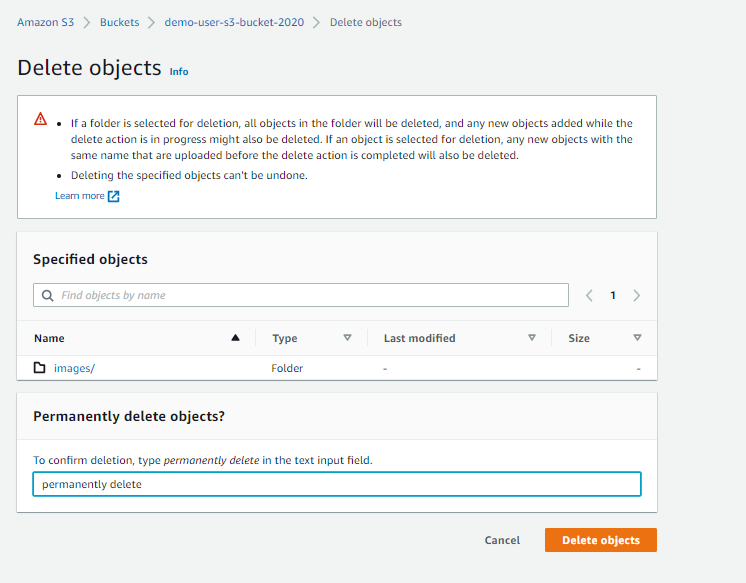 Amazon S3 > Buckets > demo-user-s3-bucket-2020 > Delete objects
Delete objects Info
• If a folder is selected for deletion, all objects in the folder will be deleted, and any new objects added while the
delete action is in progress might also be deleted. If an object is selected for deletion, any new objects with the
same name that are uploaded before the delete action is completed will also be deleted.
• Deleting the specified objects can't be undone.
Learn more
Specified objects
Find objects by name < 1 >
Name Type Last modified Size
images/ Folder - -
Permanently delete objects?
To confirm deletion, type permanently delete in the text input field.
permanently delete
Cancel Delete objects